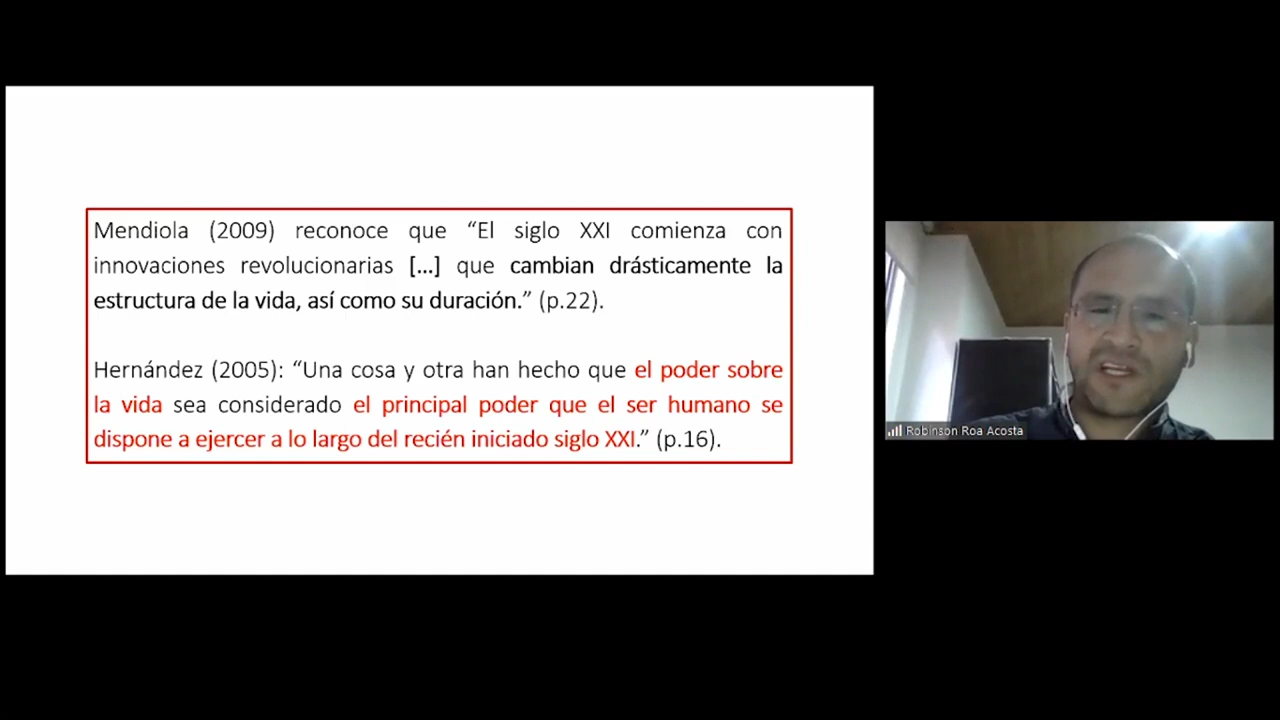 Mendiola (2009) reconoce que “El siglo XXI comienza con
innovaciones revolucionarias [...] que cambian drásticamente la
estructura de la vida, así como su duración.” (p.22).
Hernández (2005): “Una cosa y otra han hecho que el poder sobre
la vida sea considerado el principal poder que el ser humano se
dispone a ejercer a lo largo del recién iniciado siglo XXI.” (p.16).
Robinson Roa Acosta